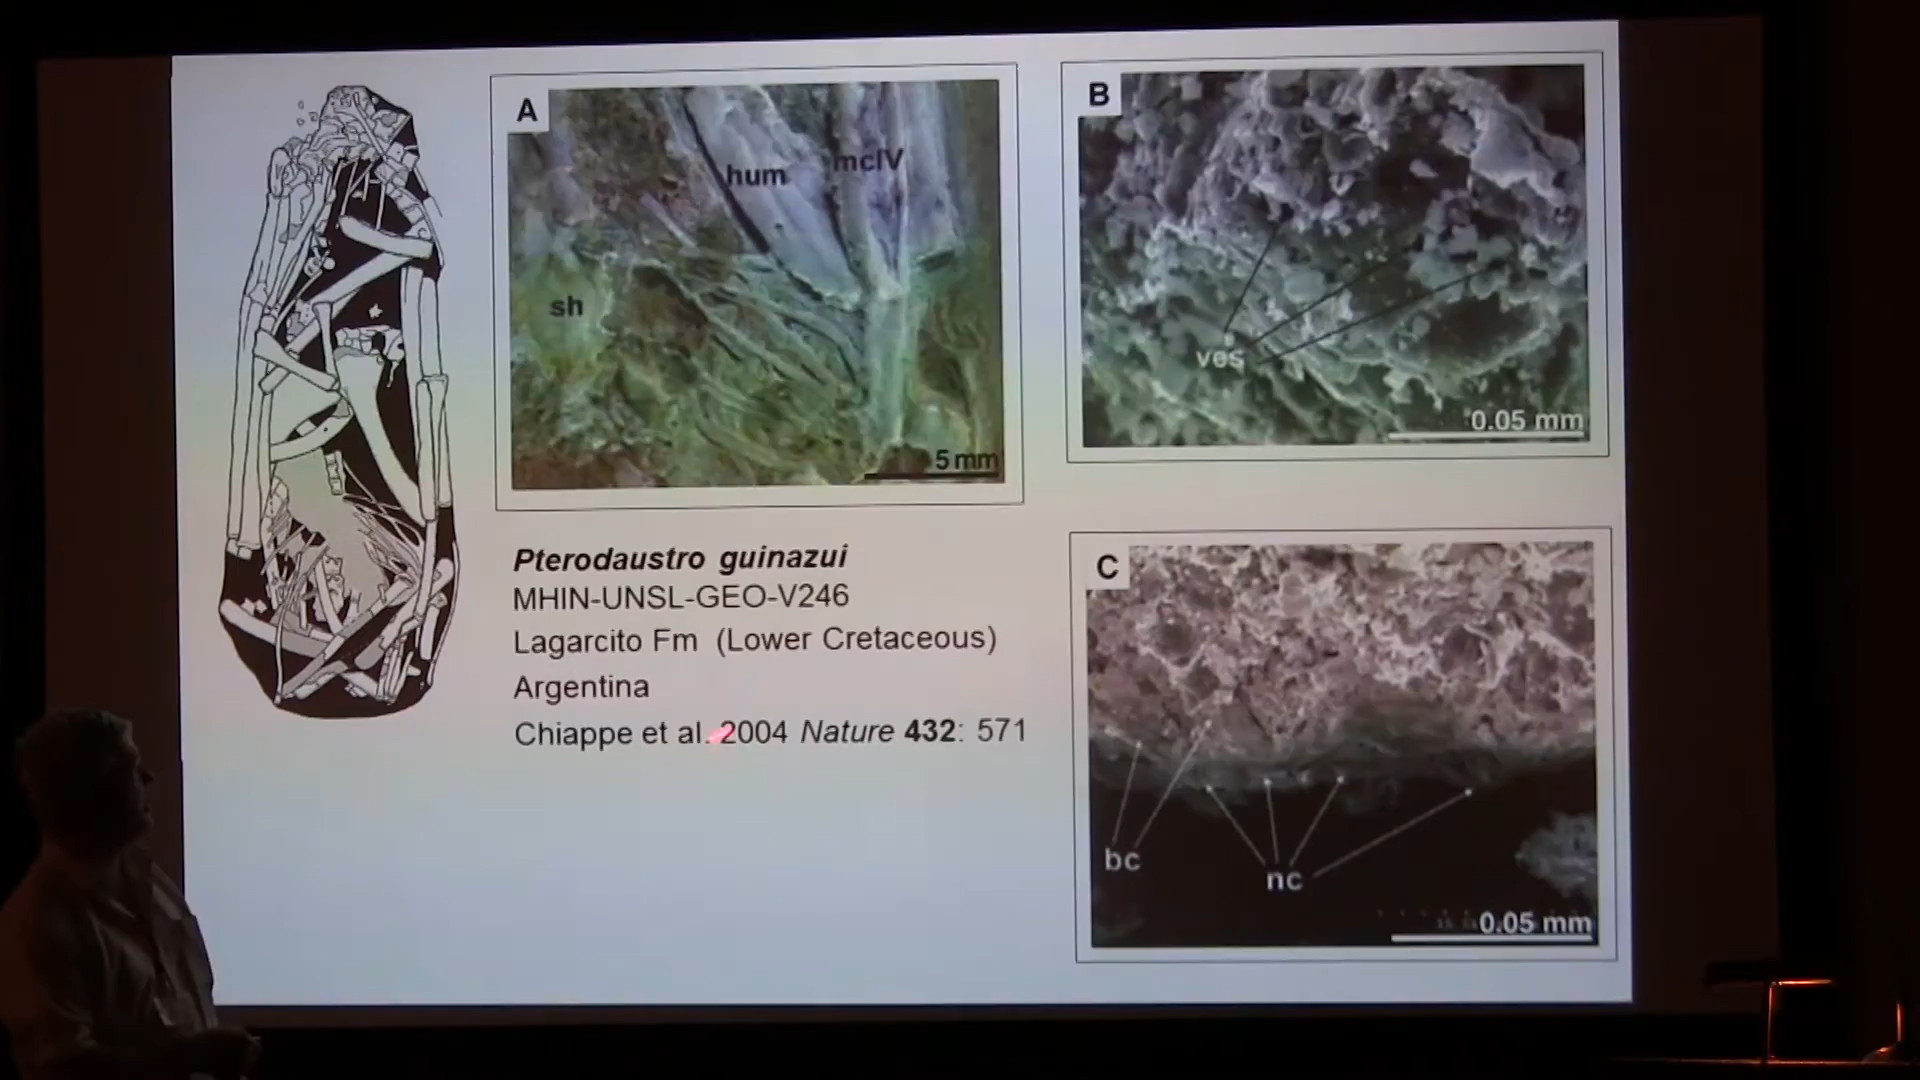 A
hum
mcIV
sh
5 mm
B
ves
0.05 mm
Pterodaustro guinazui
MHIN-UNSL-GEO-V246
Lagarcito Fm (Lower Cretaceous)
Argentina
Chiappe et al. 2004 Nature 432: 571
C
bc
nc
0.05 mm